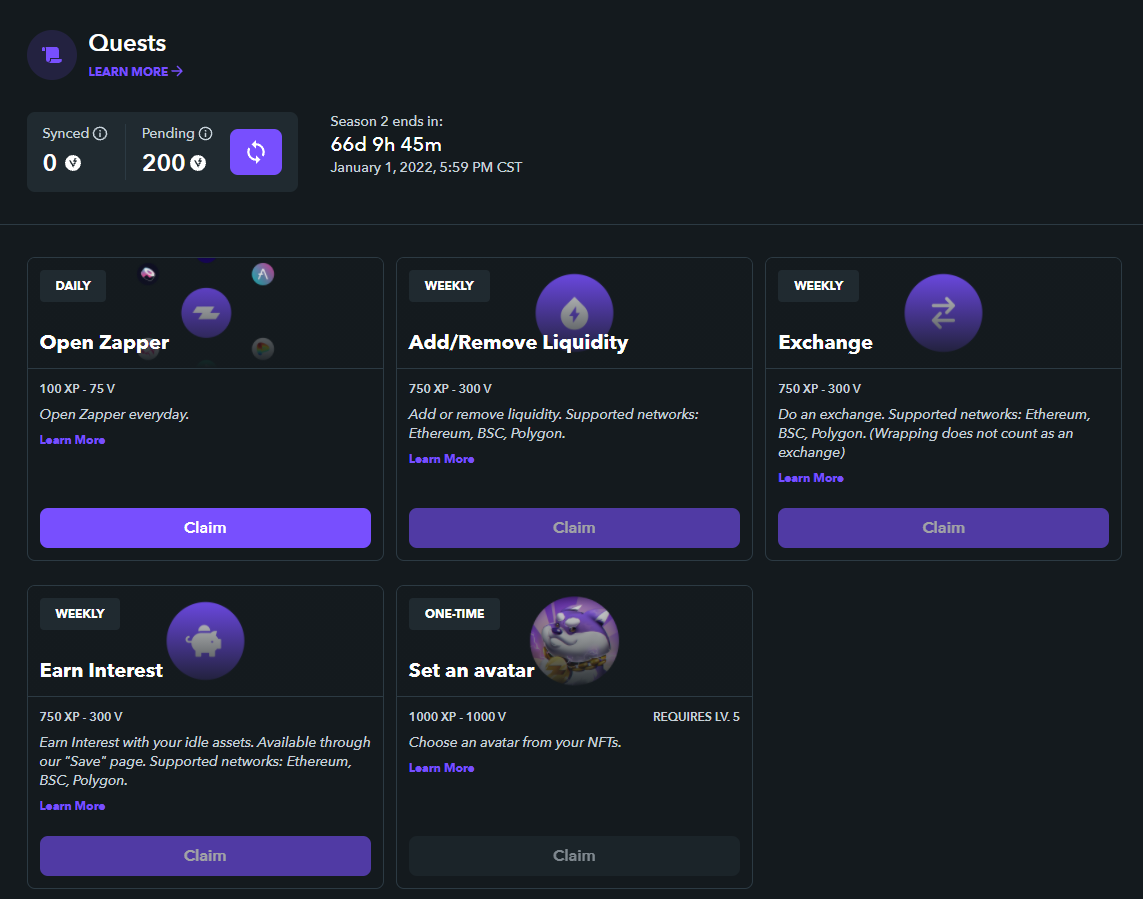 Quests
LEARN MORE
Synced
0
Pending
200
Season 2 ends in:
66d 9h 45m
January 1, 2022, 5:59 PM CST
DAILY
Open Zapper
100 XP - 75 V
Open Zapper everyday.
Learn More
Claim
WEEKLY
Add/Remove Liquidity
750 XP - 300 V
Add or remove liquidity. Supported networks:
Ethereum, BSC, Polygon.
Learn More
Claim
WEEKLY
Exchange
750 XP - 300 V
Do an exchange. Supported networks: Ethereum,
BSC, Polygon. (Wrapping does not count as an
exchange)
Learn More
Claim
WEEKLY
Earn Interest
750 XP - 300 V
Earn Interest with your idle assets. Available through
our "Save" page. Supported networks: Ethereum,
BSC, Polygon.
Learn More
Claim
ONE-TIME
Set an avatar
1000 XP - 1000 V
REQUIRES LV. 5
Choose an avatar from your NFTs.
Learn More
Claim